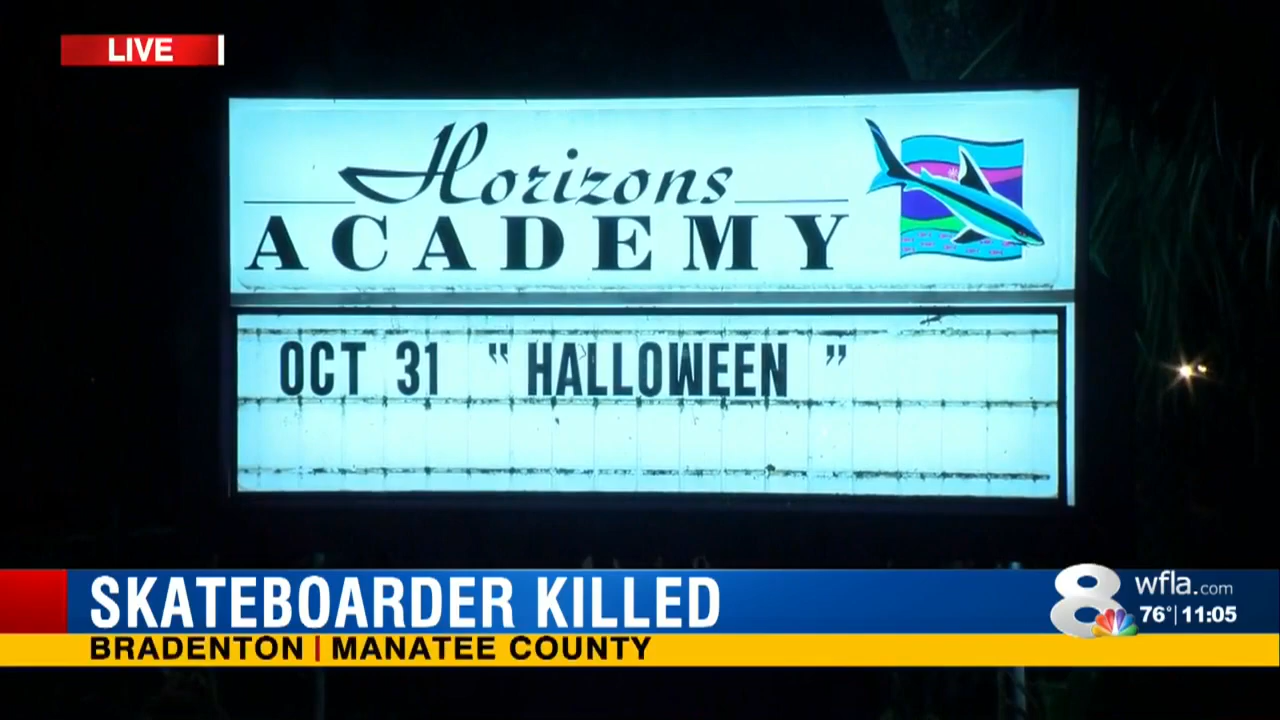 LIVE
Horizons
ACADEMY
OCT 31 " HALLOWEEN "
SKATEBOARDER KILLED
BRADENTON | MANATEE COUNTY
8
wfla.com
76° | 11:05